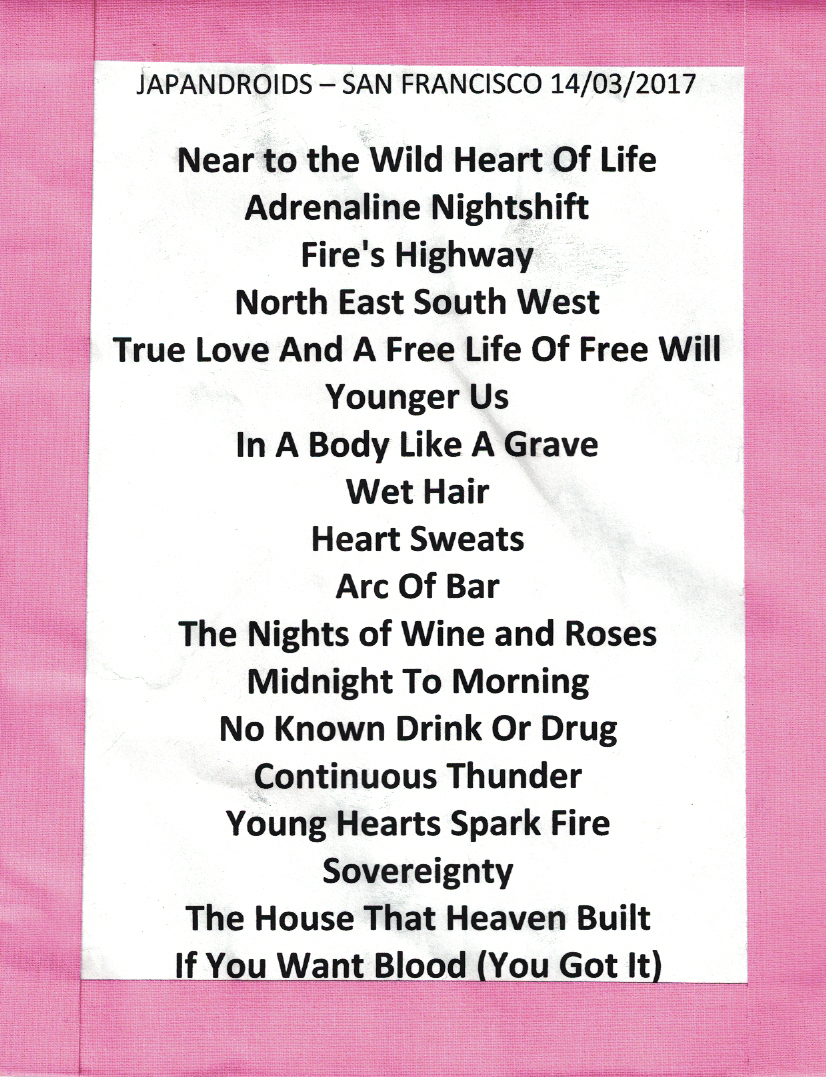 JAPANDROIDS – SAN FRANCISCO 14/03/2017
Near to the Wild Heart Of Life
Adrenaline Nightshift
Fire's Highway
North East South West
True Love And A Free Life Of Free Will
Younger Us
In A Body Like A Grave
Wet Hair
Heart Sweats
Arc Of Bar
The Nights of Wine and Roses
Midnight To Morning
No Known Drink Or Drug
Continuous Thunder
Young Hearts Spark Fire
Sovereignty
The House That Heaven Built
If You Want Blood (You Got It)